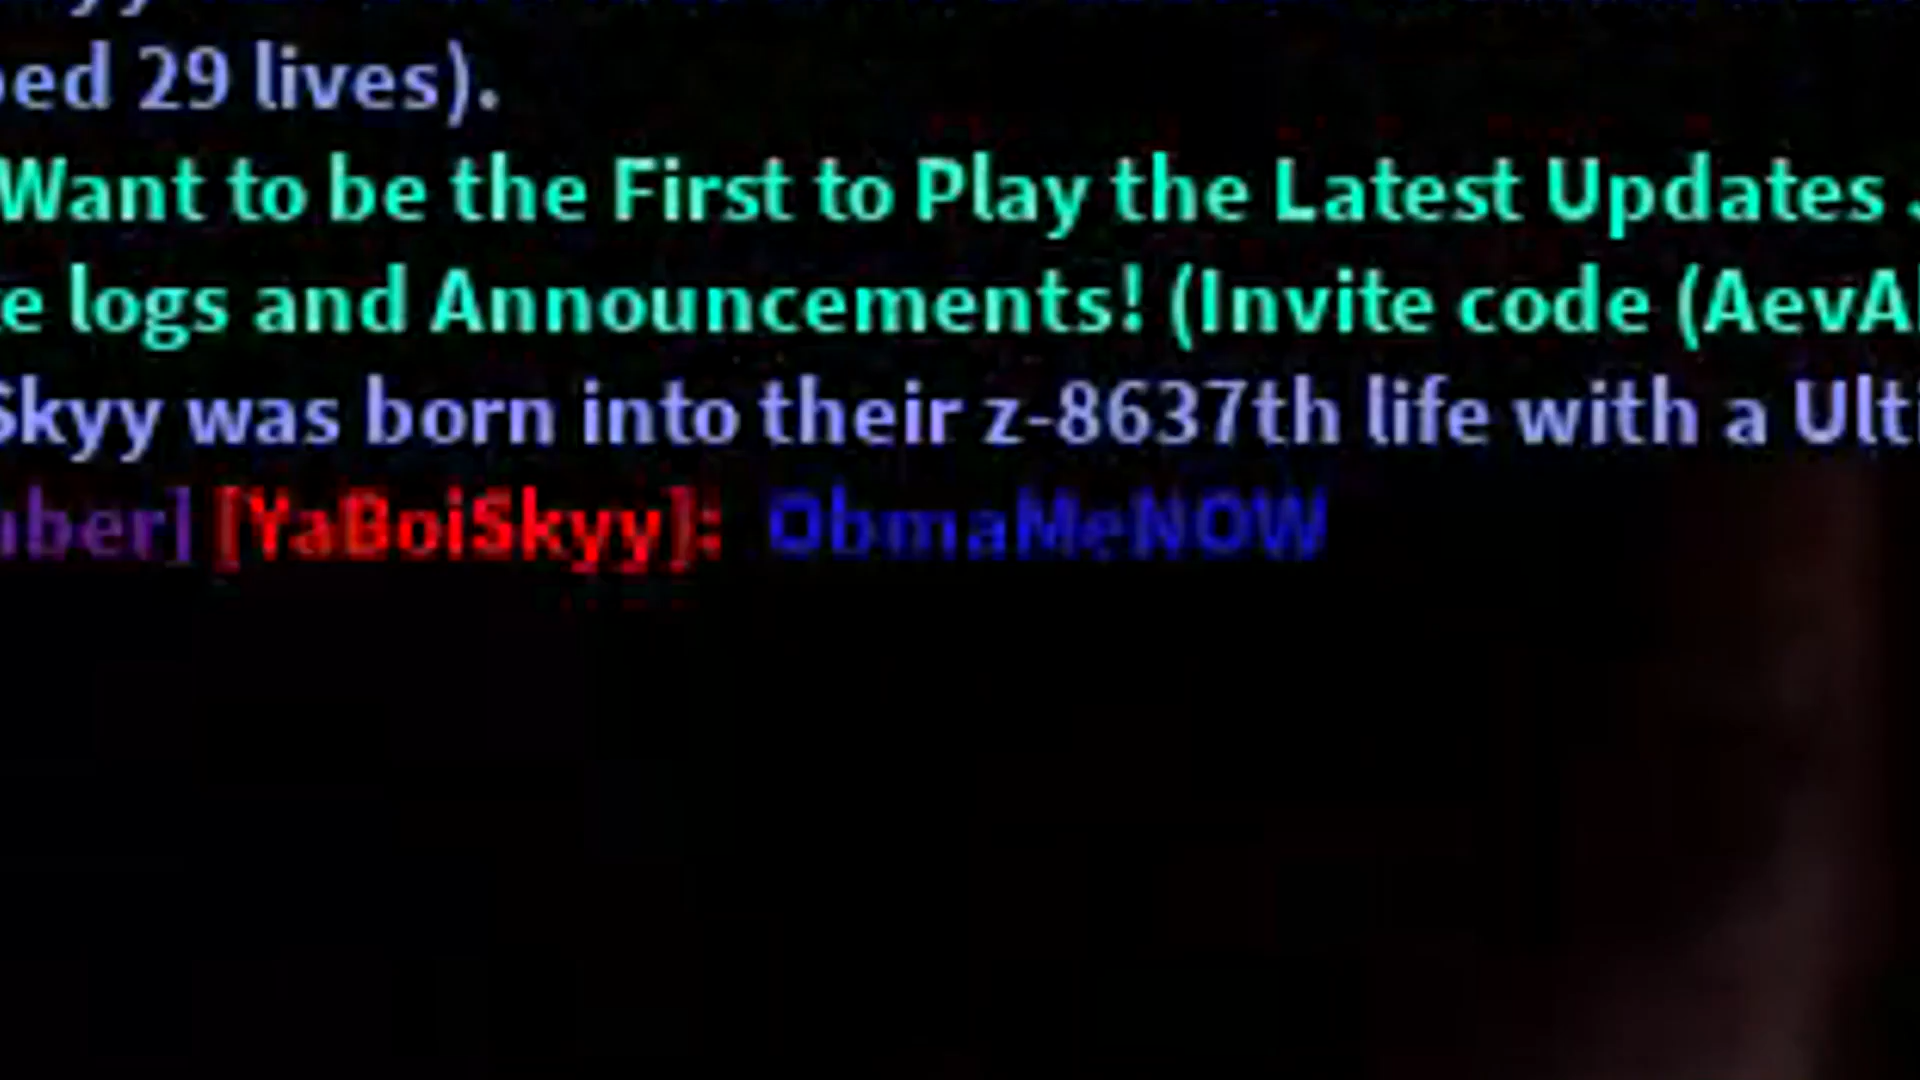 ped 29 lives).
Want to be the First to Play the Latest Updates .
e logs and Announcements! (Invite code (AevA
Skyy was born into their z-8637th life with a Ulti
ber] [YaBoiSkyy]: ObmaMeNOW